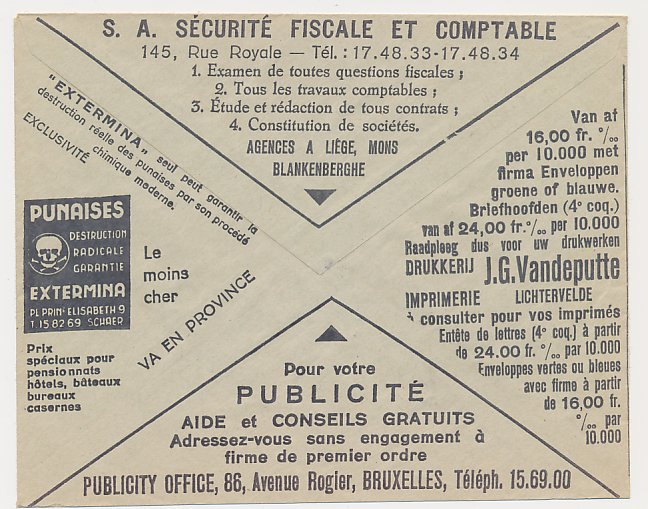 S. A. SÉCURITÉ FISCALE ET COMPTABLE
145, Rue Royale — Tél. : 17.48.33-17.48.34
1. Examen de toutes questions fiscales ;
2. Tous les travaux comptables ;
3. Étude et rédaction de tous contrats ;
4. Constitution de sociétés.
AGENCES A LIÉGE, MONS
BLANKENBERGHE
"EXTERMINA" seul peut garantir la
destruction réelle des punaises par son procédé
chimique moderne.
EXCLUSIVITÉ
PUNAISES
DESTRUCTION
RADICALE
GARANTIE
EXTERMINA
PL. PRIN. ELISABETH 9
T. 15 82 69 SCHAER
Le
moins
cher
VA EN PROVINCE
Prix
spéciaux pour
pensionnats
hôtels, bâteaux
bureaux
casernes
Van af
16,00 fr. ‰
per 10.000 met
firma Enveloppen
groene of blauwe.
Briefhoofden (4° coq.)
van af 24,00 fr. ‰ per 10.000
Raadpleeg dus voor uw drukwerken
DRUKKERIJ J.G. Vandeputte
IMPRIMERIE LICHTERVELDE
à consulter pour vos imprimés
Entête de lettres (4° coq.) à partir
de 24.00 fr. ‰ par 10.000
Enveloppes vertes ou bleues
avec firme à partir
de 16,00 fr.
‰ par
10.000
Pour votre
PUBLICITÉ
AIDE et CONSEILS GRATUITS
Adressez-vous sans engagement à
firme de premier ordre
PUBLICITY OFFICE, 86, Avenue Rogier, BRUXELLES, Téléph. 15.69.00